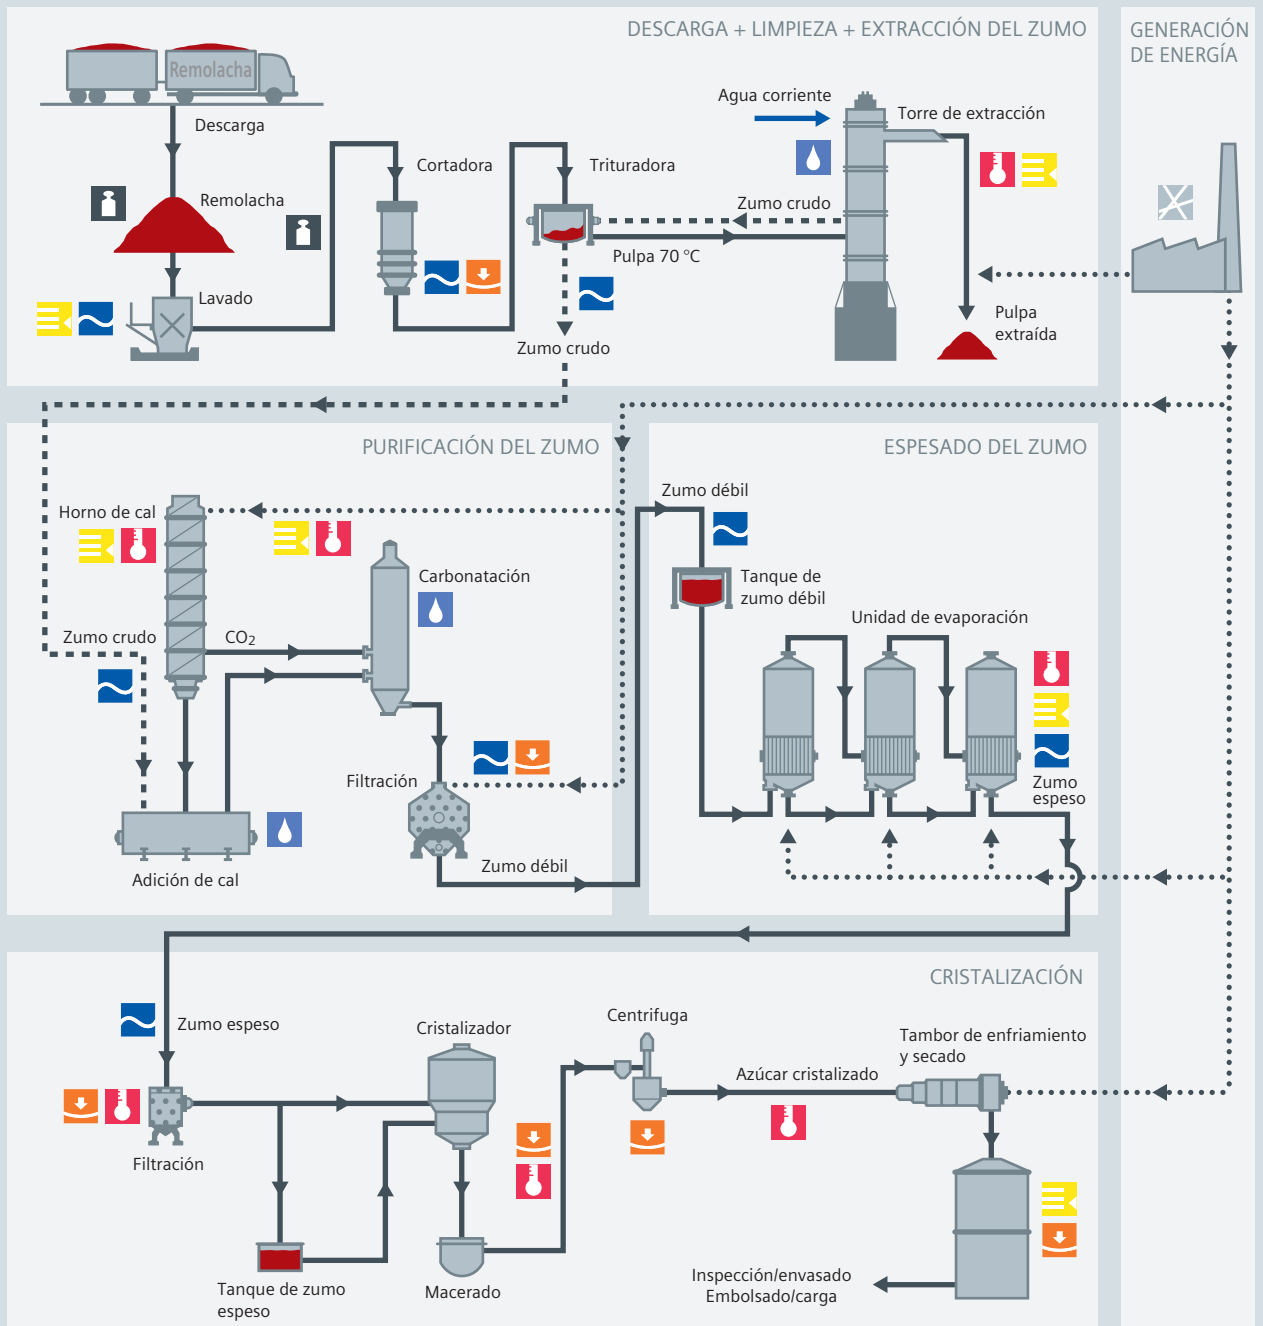 DESCARGA + LIMPIEZA + EXTRACCIÓN DEL ZUMO
GENERACIÓN
DE ENERGÍA
Remolacha
Descarga
Agua corriente
Torre de extracción
Cortadora
Trituradora
Remolacha
Zumo crudo
Pulpa 70 °C
Lavado
Pulpa
extraída
Zumo crudo
PURIFICACIÓN DEL ZUMO
ESPESADO DEL ZUMO
Horno de cal
Zumo débil
Carbonatación
Tanque de
zumo débil
Unidad de evaporación
Zumo crudo
CO2
Filtración
Zumo
espeso
Zumo débil
Adición de cal
CRISTALIZACIÓN
Zumo espeso
Cristalizador
Centrifuga
Tambor de enfriamiento
y secado
Azúcar cristalizado
Filtración
Tanque de zumo
espeso
Macerado
Inspección/envasado
Embolsado/carga